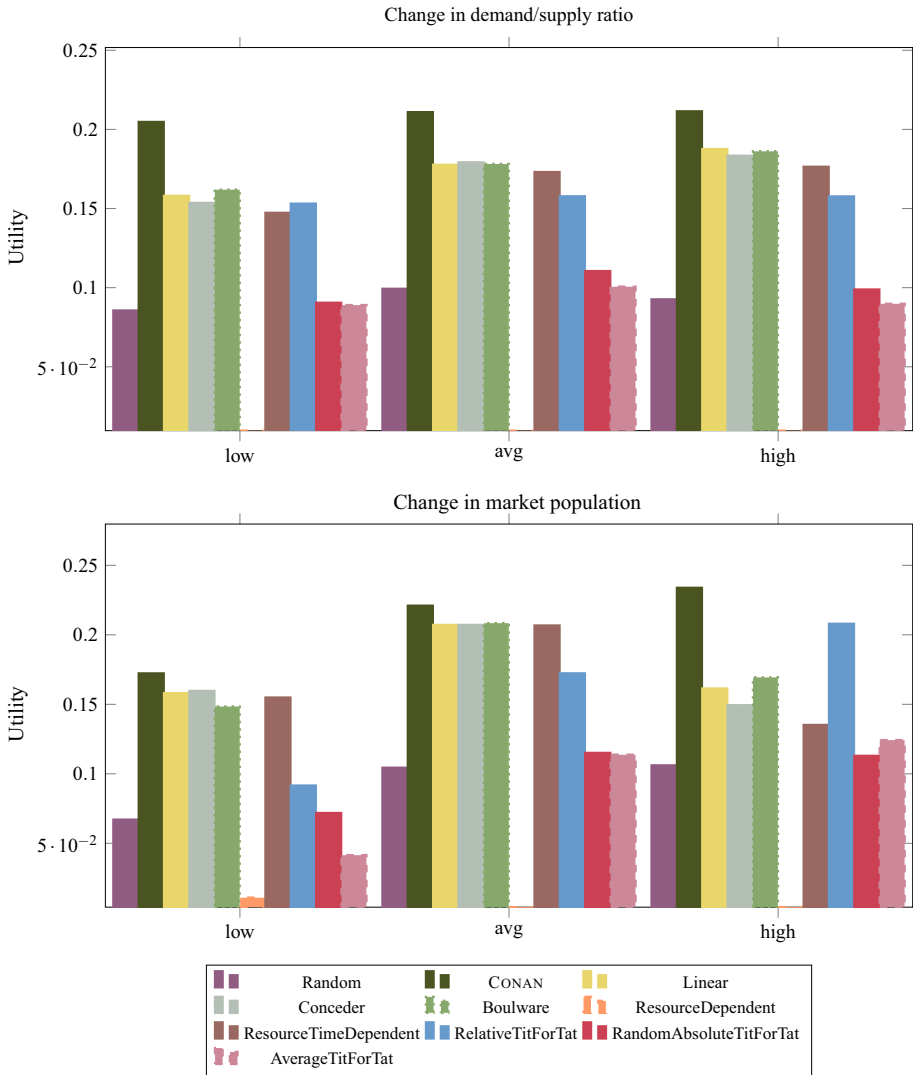 Change in demand/supply ratio
0.25
0.2
0.15
0.1
5 · 10⁻²
Utility
low avg high
Change in market population
0.25
0.2
0.15
0.1
5 · 10⁻²
Utility
low avg high
Random CONAN Linear
Conceder Boulware ResourceDependent
ResourceTimeDependent RelativeTitForTat RandomAbsoluteTitForTat
AverageTitForTat